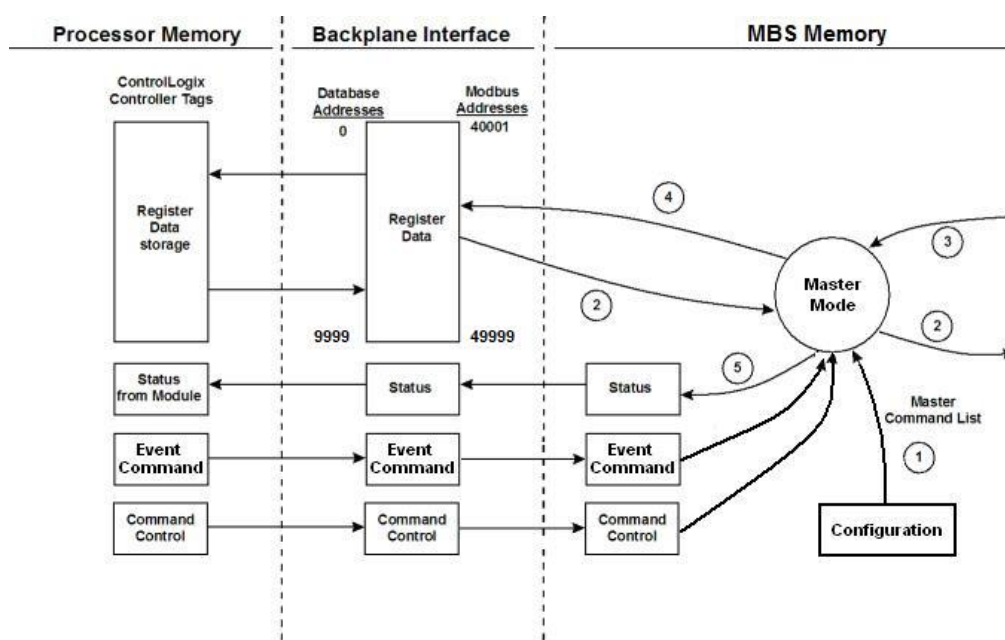 Processor Memory
Backplane Interface
MBS Memory
ControlLogix
Controller Tags
Database
Addresses
0
Modbus
Addresses
40001
Register
Data
storage
Register
Data
9999
49999
4
3
2
2
Master
Mode
Status
from Module
Status
Status
5
Master
Command List
1
Event
Command
Event
Command
Event
Command
Command
Control
Command
Control
Command
Control
Configuration